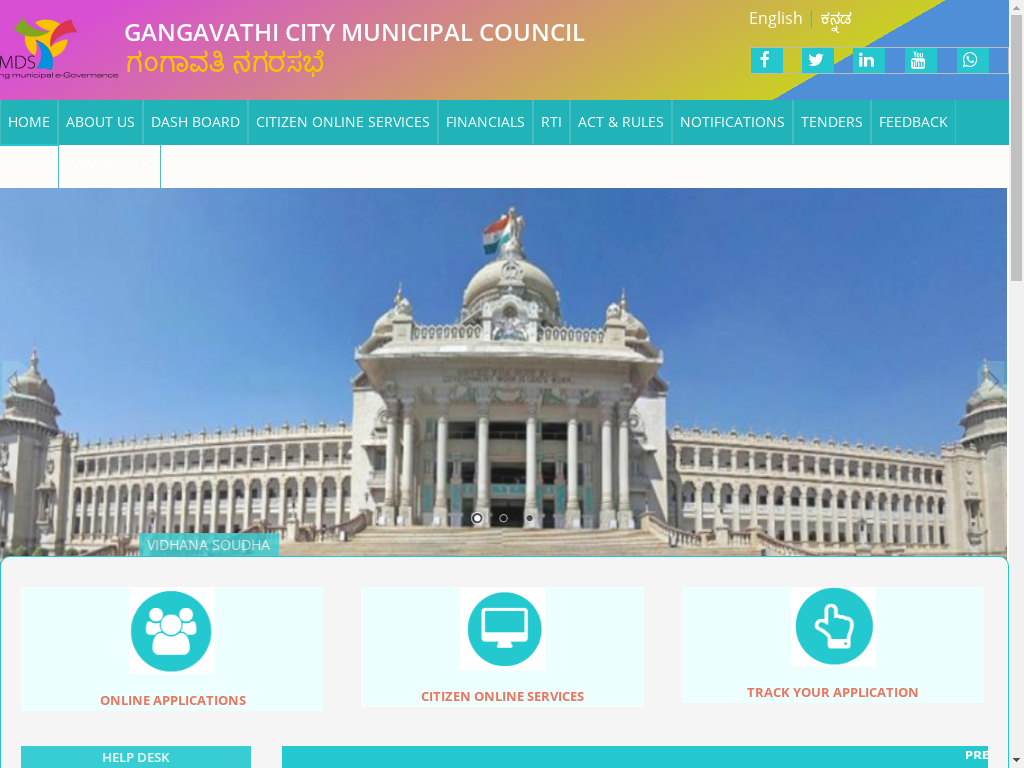 English | ಕನ್ನಡ
GANGAVATHI CITY MUNICIPAL COUNCIL
ಗಂಗಾವತಿ ನಗರಸಭೆ
MDS
ng municipal e-Governance
HOME
ABOUT US
DASH BOARD
CITIZEN ONLINE SERVICES
FINANCIALS
RTI
ACT & RULES
NOTIFICATIONS
TENDERS
FEEDBACK
VIDHANA SOUDHA
ONLINE APPLICATIONS
CITIZEN ONLINE SERVICES
TRACK YOUR APPLICATION
HELP DESK
PRE